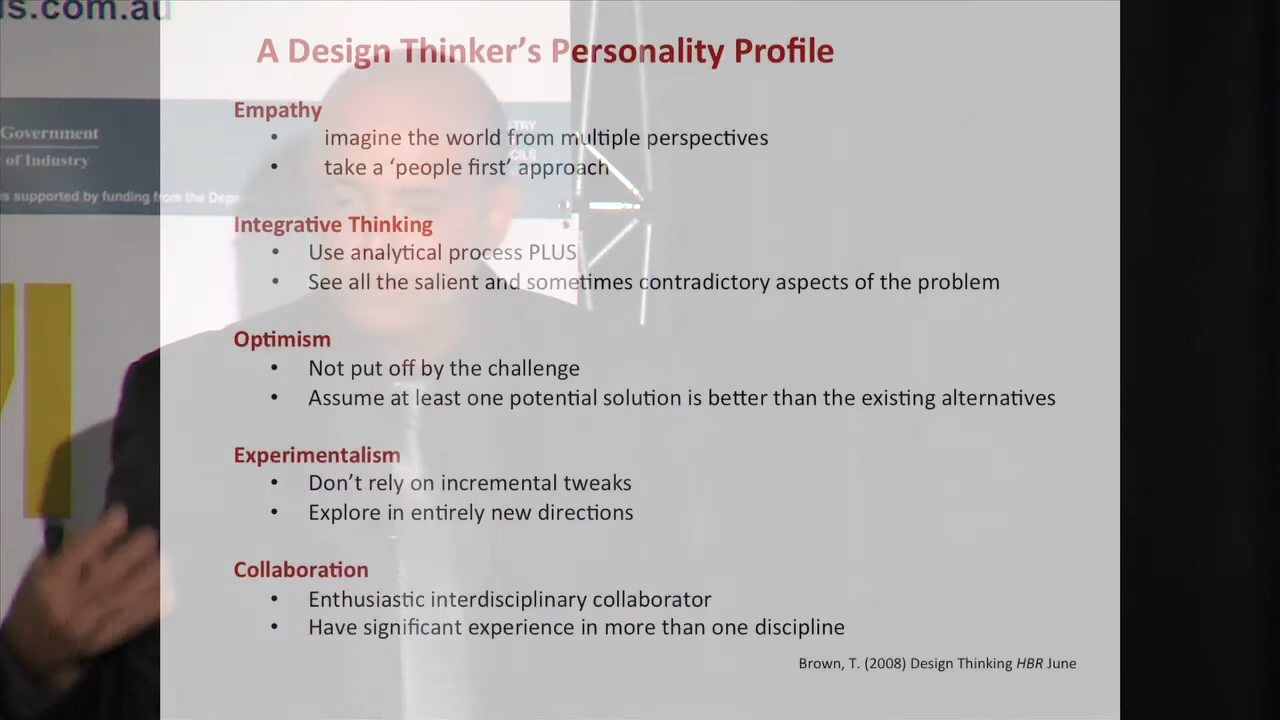 s.com.au
A Design Thinker's Personality Profile
Government
of Industry
is supported by funding from the Depa
Empathy
• imagine the world from multiple perspectives
• take a 'people first' approach
Integrative Thinking
• Use analytical process PLUS
• See all the salient and sometimes contradictory aspects of the problem
Optimism
• Not put off by the challenge
• Assume at least one potential solution is better than the existing alternatives
Experimentalism
• Don't rely on incremental tweaks
• Explore in entirely new directions
Collaboration
• Enthusiastic interdisciplinary collaborator
• Have significant experience in more than one discipline
Brown, T. (2008) Design Thinking HBR June